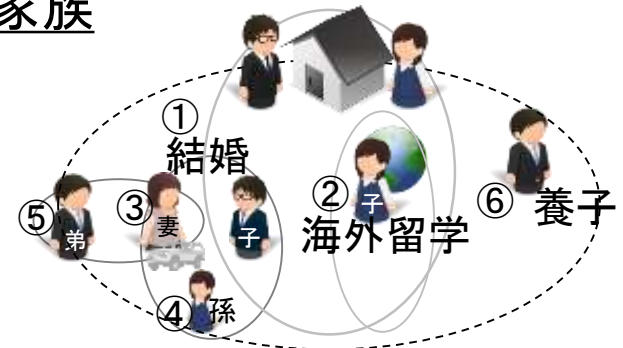 家族
①
結婚
⑤
弟
③
妻
子
②
子
海外留学
⑥
養子
④
孫